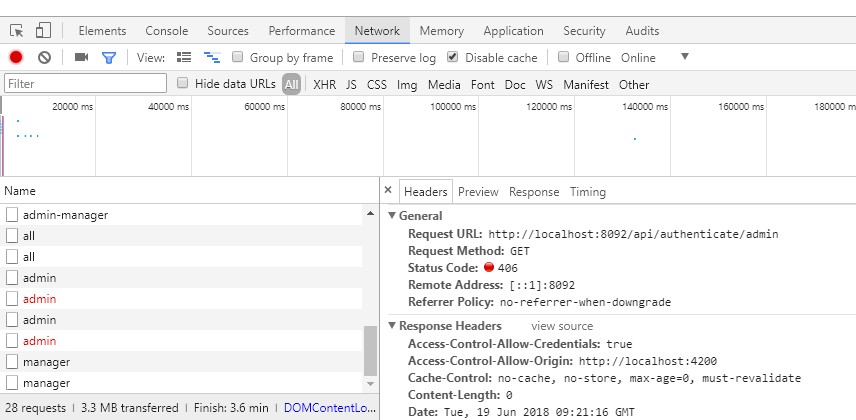 Elements Console Sources Performance Network Memory Application Security Audits
View: Group by frame Preserve log Disable cache Offline Online
Filter Hide data URLs All XHR JS CSS Img Media Font Doc WS Manifest Other
20000 ms 40000 ms 60000 ms 80000 ms 100000 ms 120000 ms 140000 ms 160000 ms 180000 ms
Name
admin-manager
all
all
admin
admin
admin
admin
manager
manager
28 requests | 3.3 MB transferred | Finish: 3.6 min | DOMContentLo...
× Headers Preview Response Timing
General
Request URL: http://localhost:8092/api/authenticate/admin
Request Method: GET
Status Code: 406
Remote Address: [::1]:8092
Referrer Policy: no-referrer-when-downgrade
Response Headers view source
Access-Control-Allow-Credentials: true
Access-Control-Allow-Origin: http://localhost:4200
Cache-Control: no-cache, no-store, max-age=0, must-revalidate
Content-Length: 0
Date: Tue, 19 Jun 2018 09:21:16 GMT